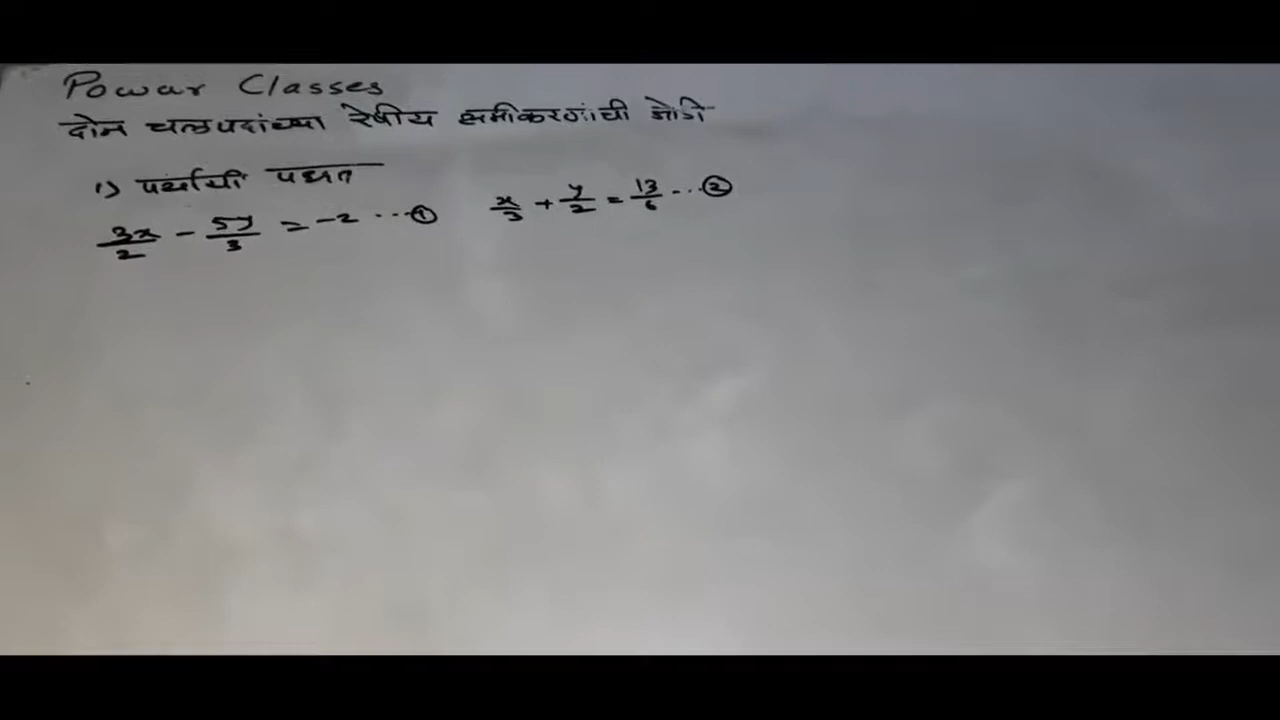 Powar Classes
दोन चलपदांच्या रेषीय समीकरणांची जोडी
1) पर्यायी पद्धत
3x/2 - 5y/3 = -2 ...① x/3 + y/2 = 13/6 ...②